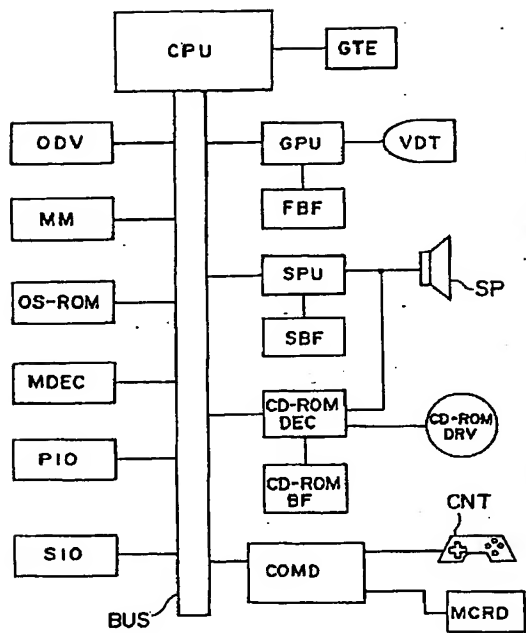 CPU
GTE
ODV
GPU
VDT
MM
FBF
SPU
SP
OS-ROM
SBF
MDEC
CD-ROM
DEC
CD-ROM
DRV
PIO
CD-ROM
BF
CNT
SIO
COMD
BUS
MCRD